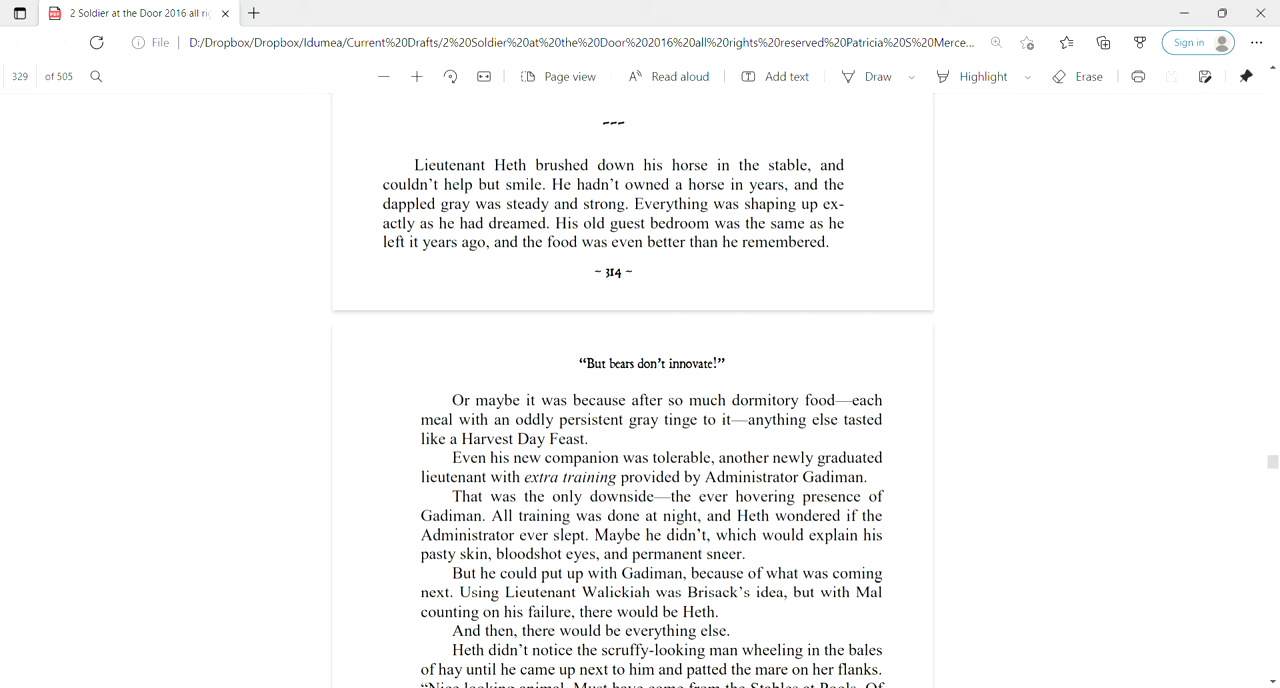 2 Soldier at the Door 2016 all ri
File
D:/Dropbox/Dropbox/Idumea/Current%20Drafts/2%20Soldier%20at%20the%20Door%202016%20all%20rights%20reserved%20Patricia%20S%20Merce...
Sign in
329 of 505
Page view
Read aloud
Add text
Draw
Highlight
Erase
~~~
Lieutenant Heth brushed down his horse in the stable, and
couldn't help but smile. He hadn't owned a horse in years, and the
dappled gray was steady and strong. Everything was shaping up ex-
actly as he had dreamed. His old guest bedroom was the same as he
left it years ago, and the food was even better than he remembered.
~ 314 ~
“But bears don't innovate!”
Or maybe it was because after so much dormitory food—each
meal with an oddly persistent gray tinge to it—anything else tasted
like a Harvest Day Feast.
Even his new companion was tolerable, another newly graduated
lieutenant with extra training provided by Administrator Gadiman.
That was the only downside—the ever hovering presence of
Gadiman. All training was done at night, and Heth wondered if the
Administrator ever slept. Maybe he didn't, which would explain his
pasty skin, bloodshot eyes, and permanent sneer.
But he could put up with Gadiman, because of what was coming
next. Using Lieutenant Walickiah was Brisack's idea, but with Mal
counting on his failure, there would be Heth.
And then, there would be everything else.
Heth didn't notice the scruffy-looking man wheeling in the bales
of hay until he came up next to him and patted the mare on her flanks.
“Nice looking animal. Must have come from the Stables at Pools. Of